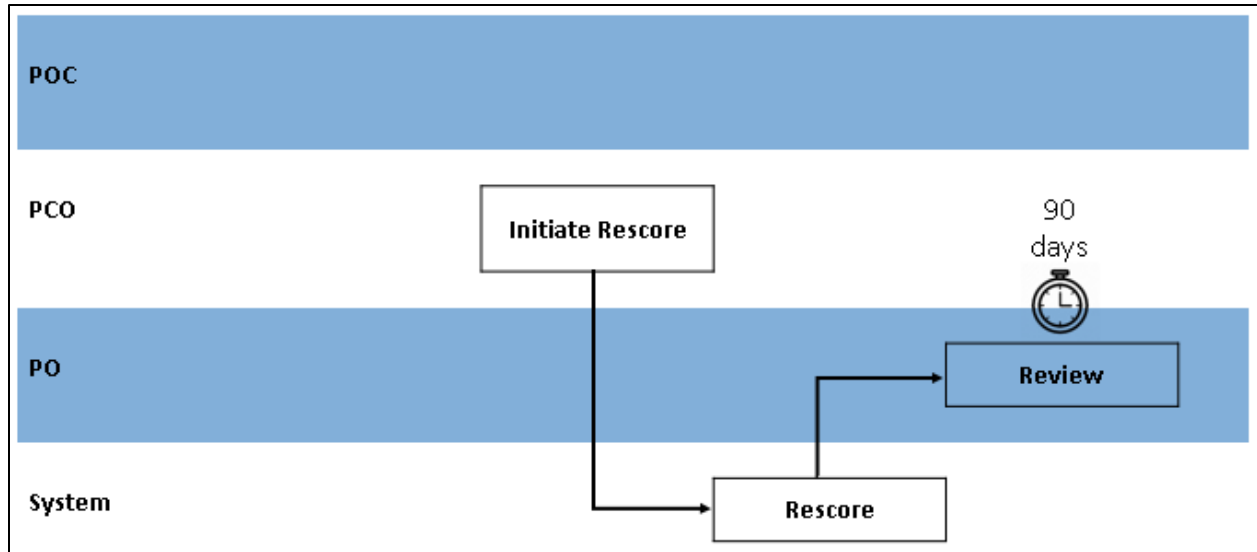 POC
PCO
Initiate Rescore
90
days
PO
Review
System
Rescore